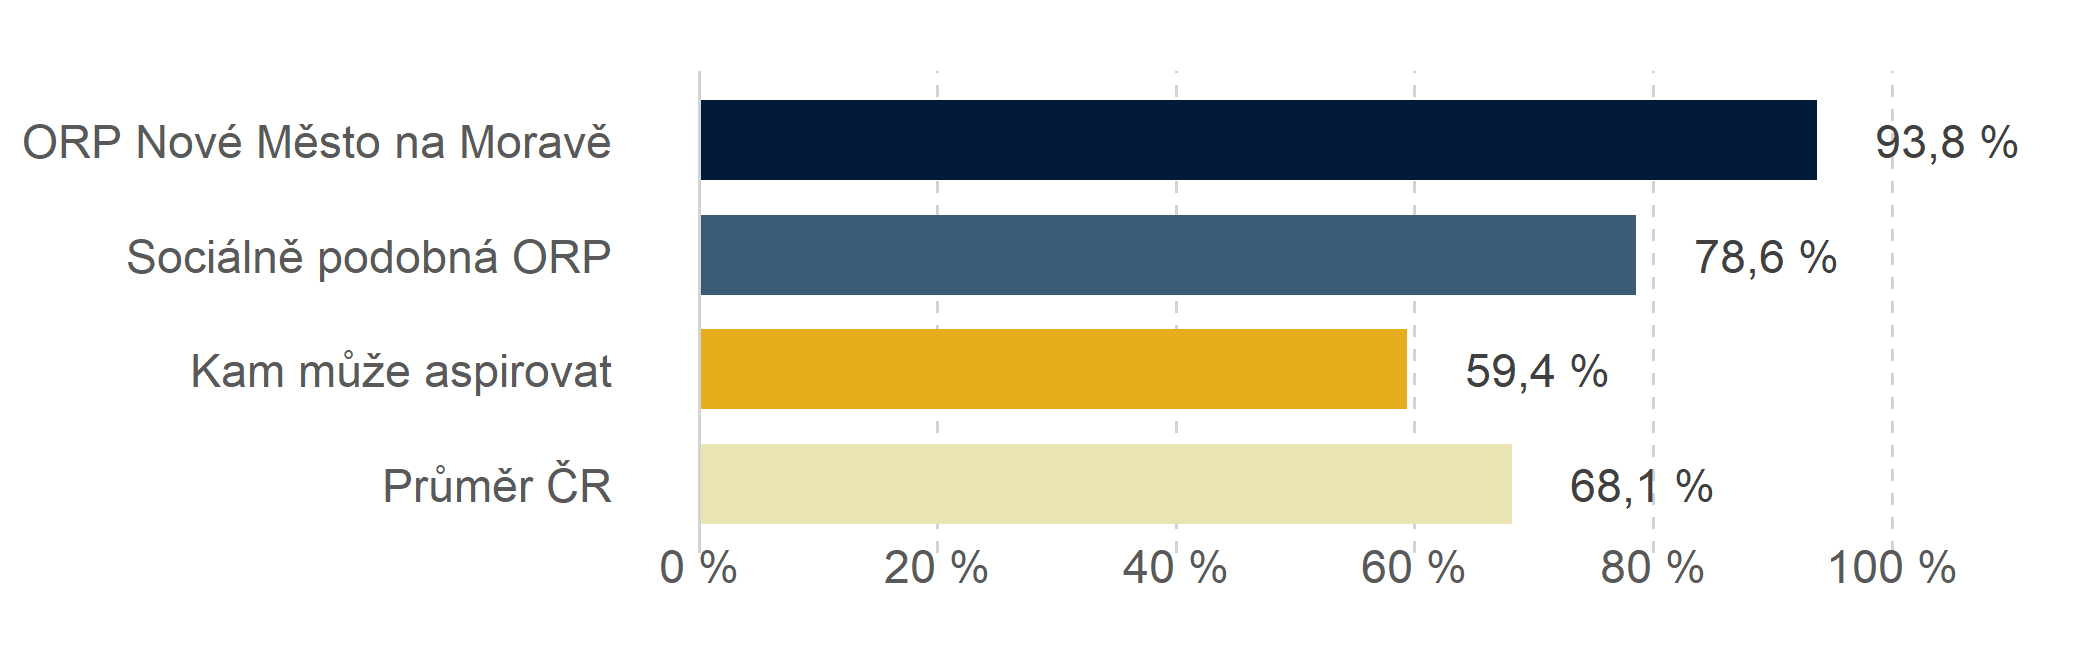 ORP Nové Město na Moravě 93,8 %
Sociálně podobná ORP 78,6 %
Kam může aspirovat 59,4 %
Průměr ČR 68,1 %
0 % 20 % 40 % 60 % 80 % 100 %